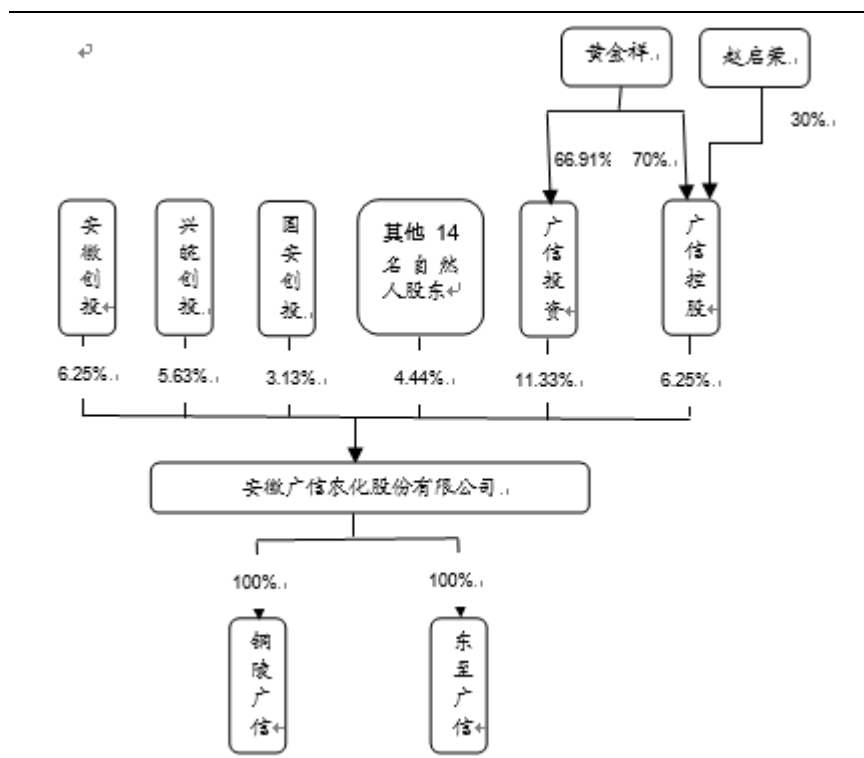 黄金祥
赵启荣
30%
66.91%
70%
安徽创投
兴皖创投
国安创投
其他 14
名自然
人股东
广信投资
广信控股
6.25%
5.63%
3.13%
4.44%
11.33%
6.25%
安徽广信农化股份有限公司
100%
100%
铜陵广信
东至广信